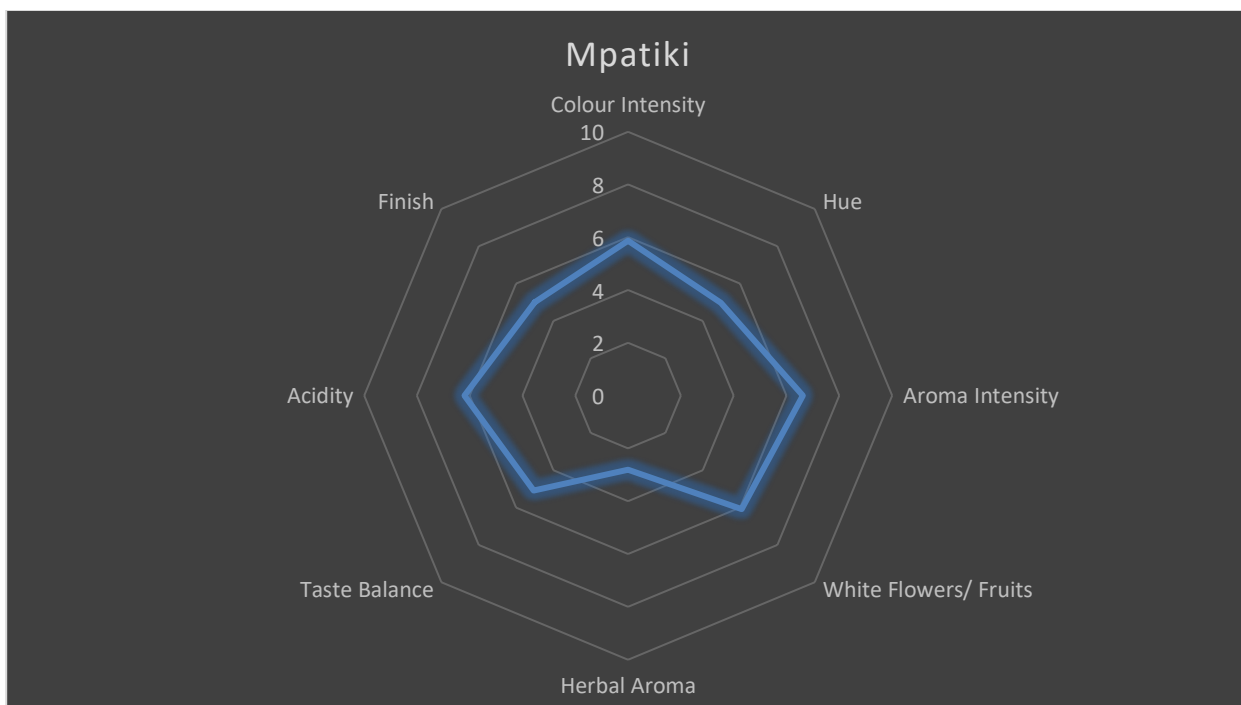 Mpatiki
Colour Intensity
10
8
6
4
2
0
Finish
Hue
Acidity
Aroma Intensity
Taste Balance
White Flowers/ Fruits
Herbal Aroma